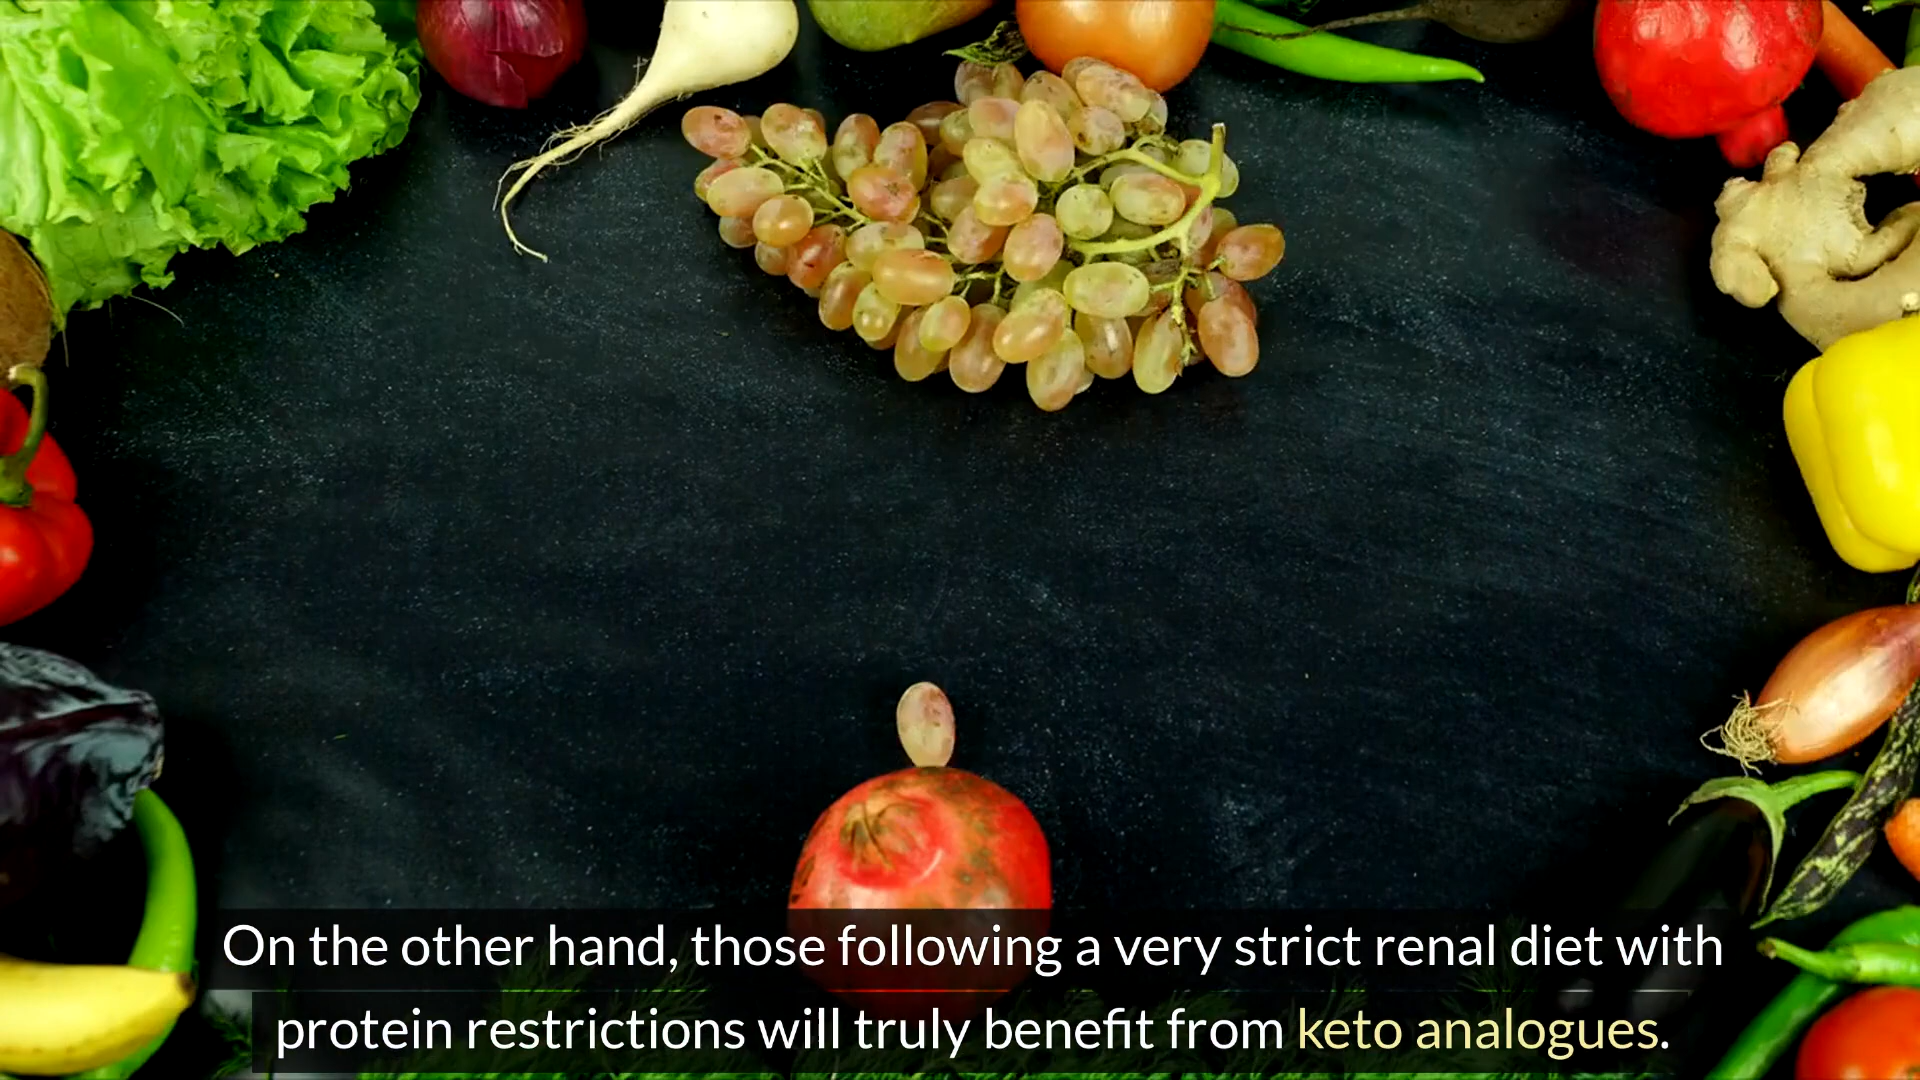 On the other hand, those following a very strict renal diet with
protein restrictions will truly benefit from keto analogues.